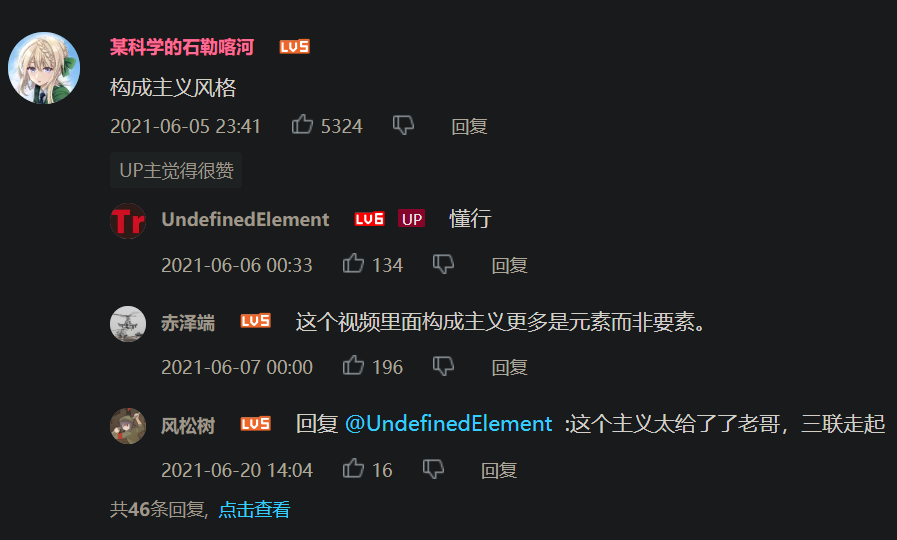 某科学的石勒喀河 LV5
构成主义风格
2021-06-05 23:41 5324 回复
UP主觉得很赞
Tr UndefinedElement LV6 UP 懂行
2021-06-06 00:33 134 回复
赤泽端 LV5 这个视频里面构成主义更多是元素而非要素。
2021-06-07 00:00 196 回复
风松树 LV5 回复 @UndefinedElement :这个主义太给了了老哥，三联走起
2021-06-20 14:04 16 回复
共46条回复, 点击查看